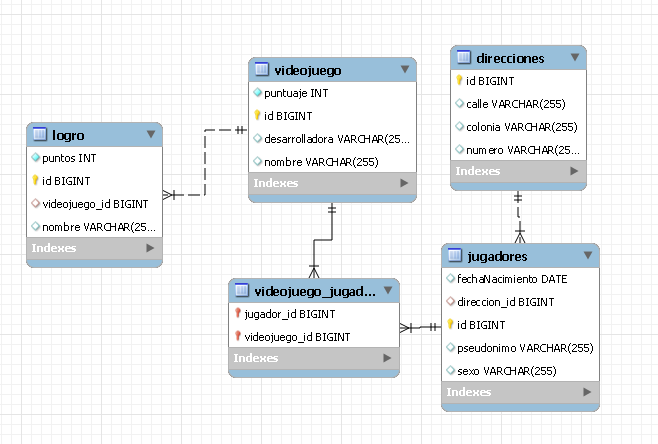 logro
puntos INT
id BIGINT
videojuego_id BIGINT
nombre VARCHAR(25...
Indexes
videojuego
puntuaje INT
id BIGINT
desarrolladora VARCHAR(25...
nombre VARCHAR(255)
Indexes
direcciones
id BIGINT
calle VARCHAR(255)
colonia VARCHAR(255)
numero VARCHAR(25...
Indexes
videojuego_jugad...
jugador_id BIGINT
videojuego_id BIGINT
Indexes
jugadores
fechaNacimiento DATE
direccion_id BIGINT
id BIGINT
pseudonimo VARCHAR(255)
sexo VARCHAR(255)
Indexes